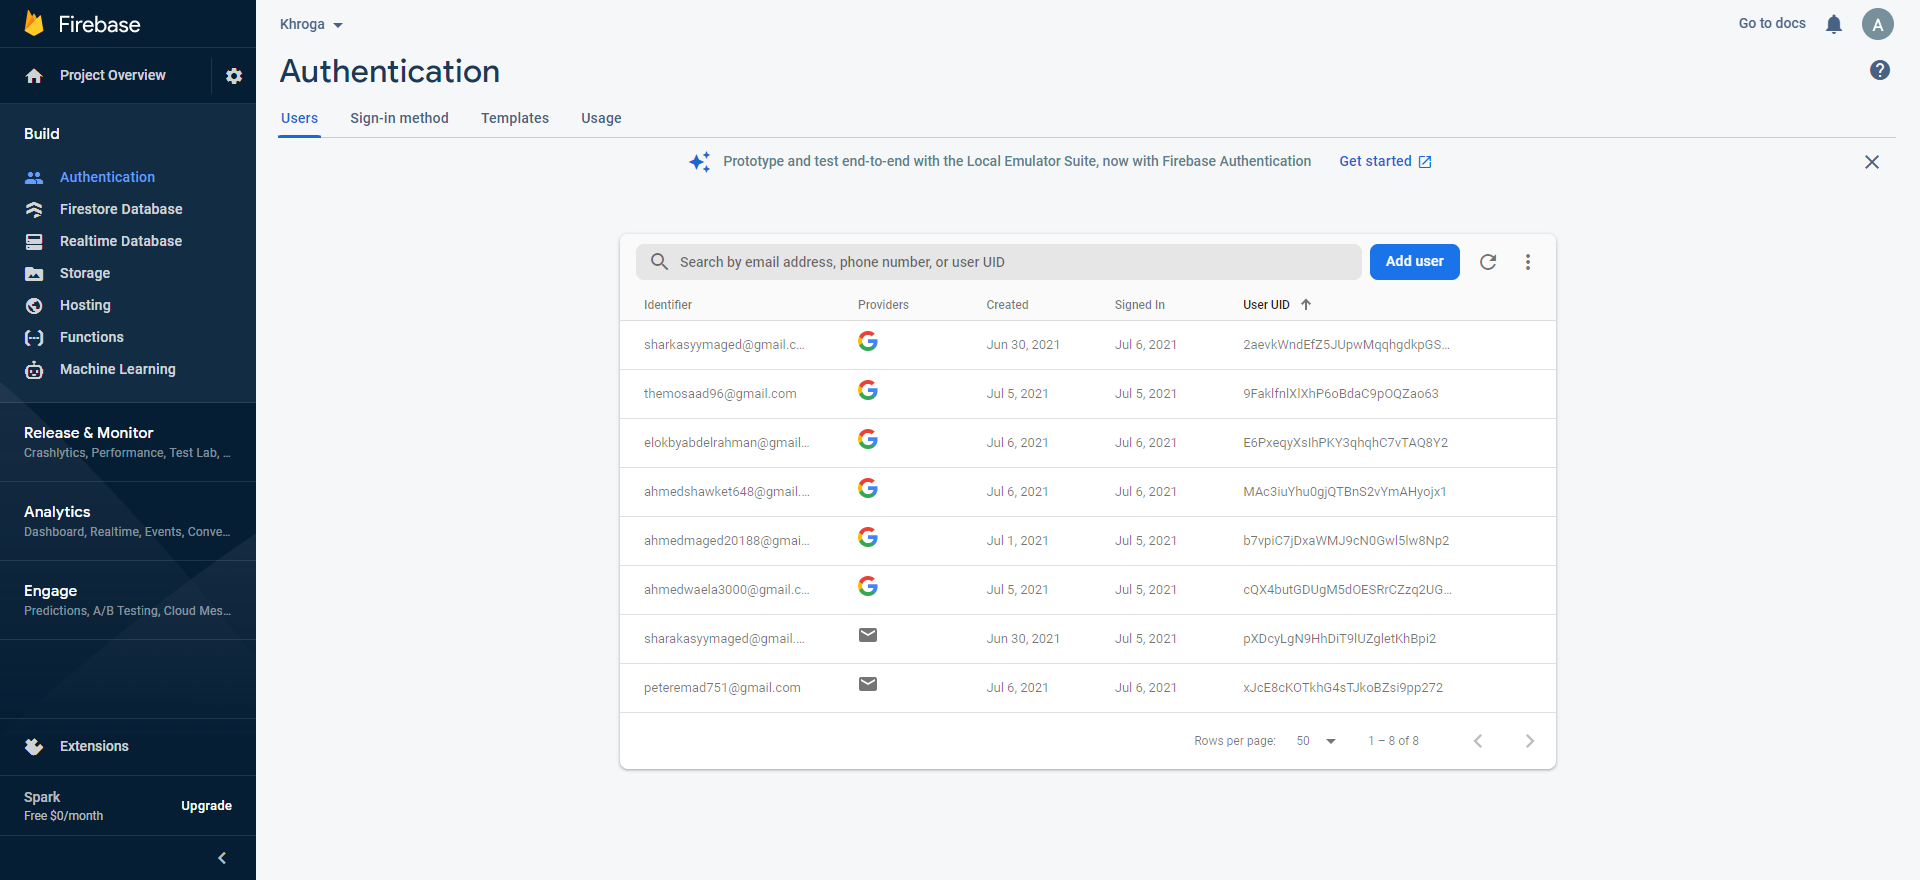 Firebase
Project Overview
Build
Authentication
Firestore Database
Realtime Database
Storage
Hosting
Functions
Machine Learning
Release & Monitor
Crashlytics, Performance, Test Lab, ...
Analytics
Dashboard, Realtime, Events, Conve...
Engage
Predictions, A/B Testing, Cloud Mes...
Extensions
Spark
Free $0/month
Upgrade
Khroga
Go to docs
A
Authentication
Users Sign-in method Templates Usage
Prototype and test end-to-end with the Local Emulator Suite, now with Firebase Authentication Get started
Search by email address, phone number, or user UID
Add user
Identifier Providers Created Signed In User UID
sharkasyymaged@gmail.c... Jun 30, 2021 Jul 6, 2021 2aevkWndEfZ5JUpwMqqhgdkpGS...
themosaad96@gmail.com Jul 5, 2021 Jul 5, 2021 9FaklfnlXlXhP6oBdaC9pOQZao63
elokbyabdelrahman@gmail... Jul 6, 2021 Jul 6, 2021 E6PxeqyXsIhPKY3qhqhC7vTAQ8Y2
ahmedshawket648@gmail.... Jul 6, 2021 Jul 6, 2021 MAc3iuYhu0gjQTBnS2vYmAHyojx1
ahmedmaged20188@gmai... Jul 1, 2021 Jul 5, 2021 b7vpiC7jDxaWMJ9cN0Gwl5lw8Np2
ahmedwaela3000@gmail.c... Jul 5, 2021 Jul 5, 2021 cQX4butGDUgM5dOESRrCZzq2UG...
sharakasyymaged@gmail.... Jun 30, 2021 Jul 5, 2021 pXDcyLgN9HhDiT9lUZgletKhBpi2
peteremad751@gmail.com Jul 6, 2021 Jul 6, 2021 xJcE8cKOTkhG4sTJkoBZsi9pp272
Rows per page: 50 1 – 8 of 8